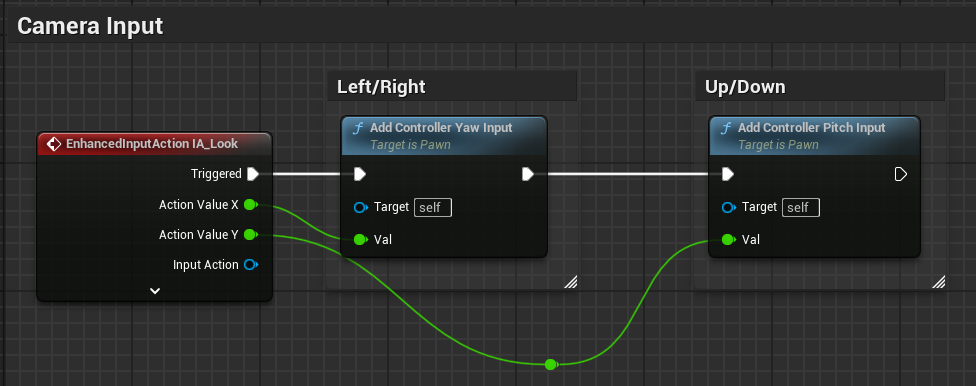 Camera Input
Left/Right
Up/Down
EnhancedInputAction IA_Look
Triggered
Action Value X
Action Value Y
Input Action
f Add Controller Yaw Input
Target is Pawn
Target self
Val
f Add Controller Pitch Input
Target is Pawn
Target self
Val